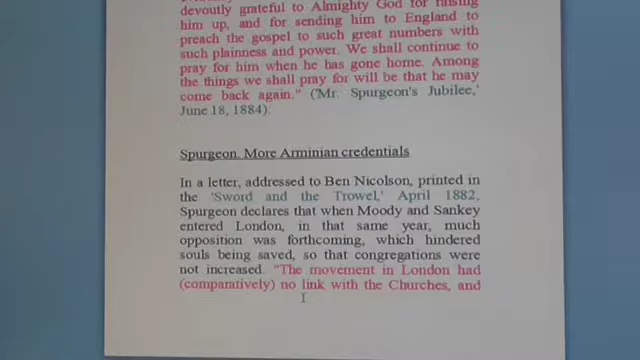 devoutly grateful to Almighty God for raising
him up, and for sending him to England to
preach the gospel to such great numbers with
such plainness and power. We shall continue to
pray for him when he has gone home. Among
the things we shall pray for will be that he may
come back again." ('Mr. Spurgeon's Jubilee,'
June 18, 1884).
Spurgeon. More Arminian credentials
In a letter, addressed to Ben Nicolson, printed in
the 'Sword and the Trowel,' April 1882,
Spurgeon declares that when Moody and Sankey
entered London, in that same year, much
opposition was forthcoming, which hindered
souls being saved, so that congregations were
not increased. "The movement in London had
(comparatively) no link with the Churches, and